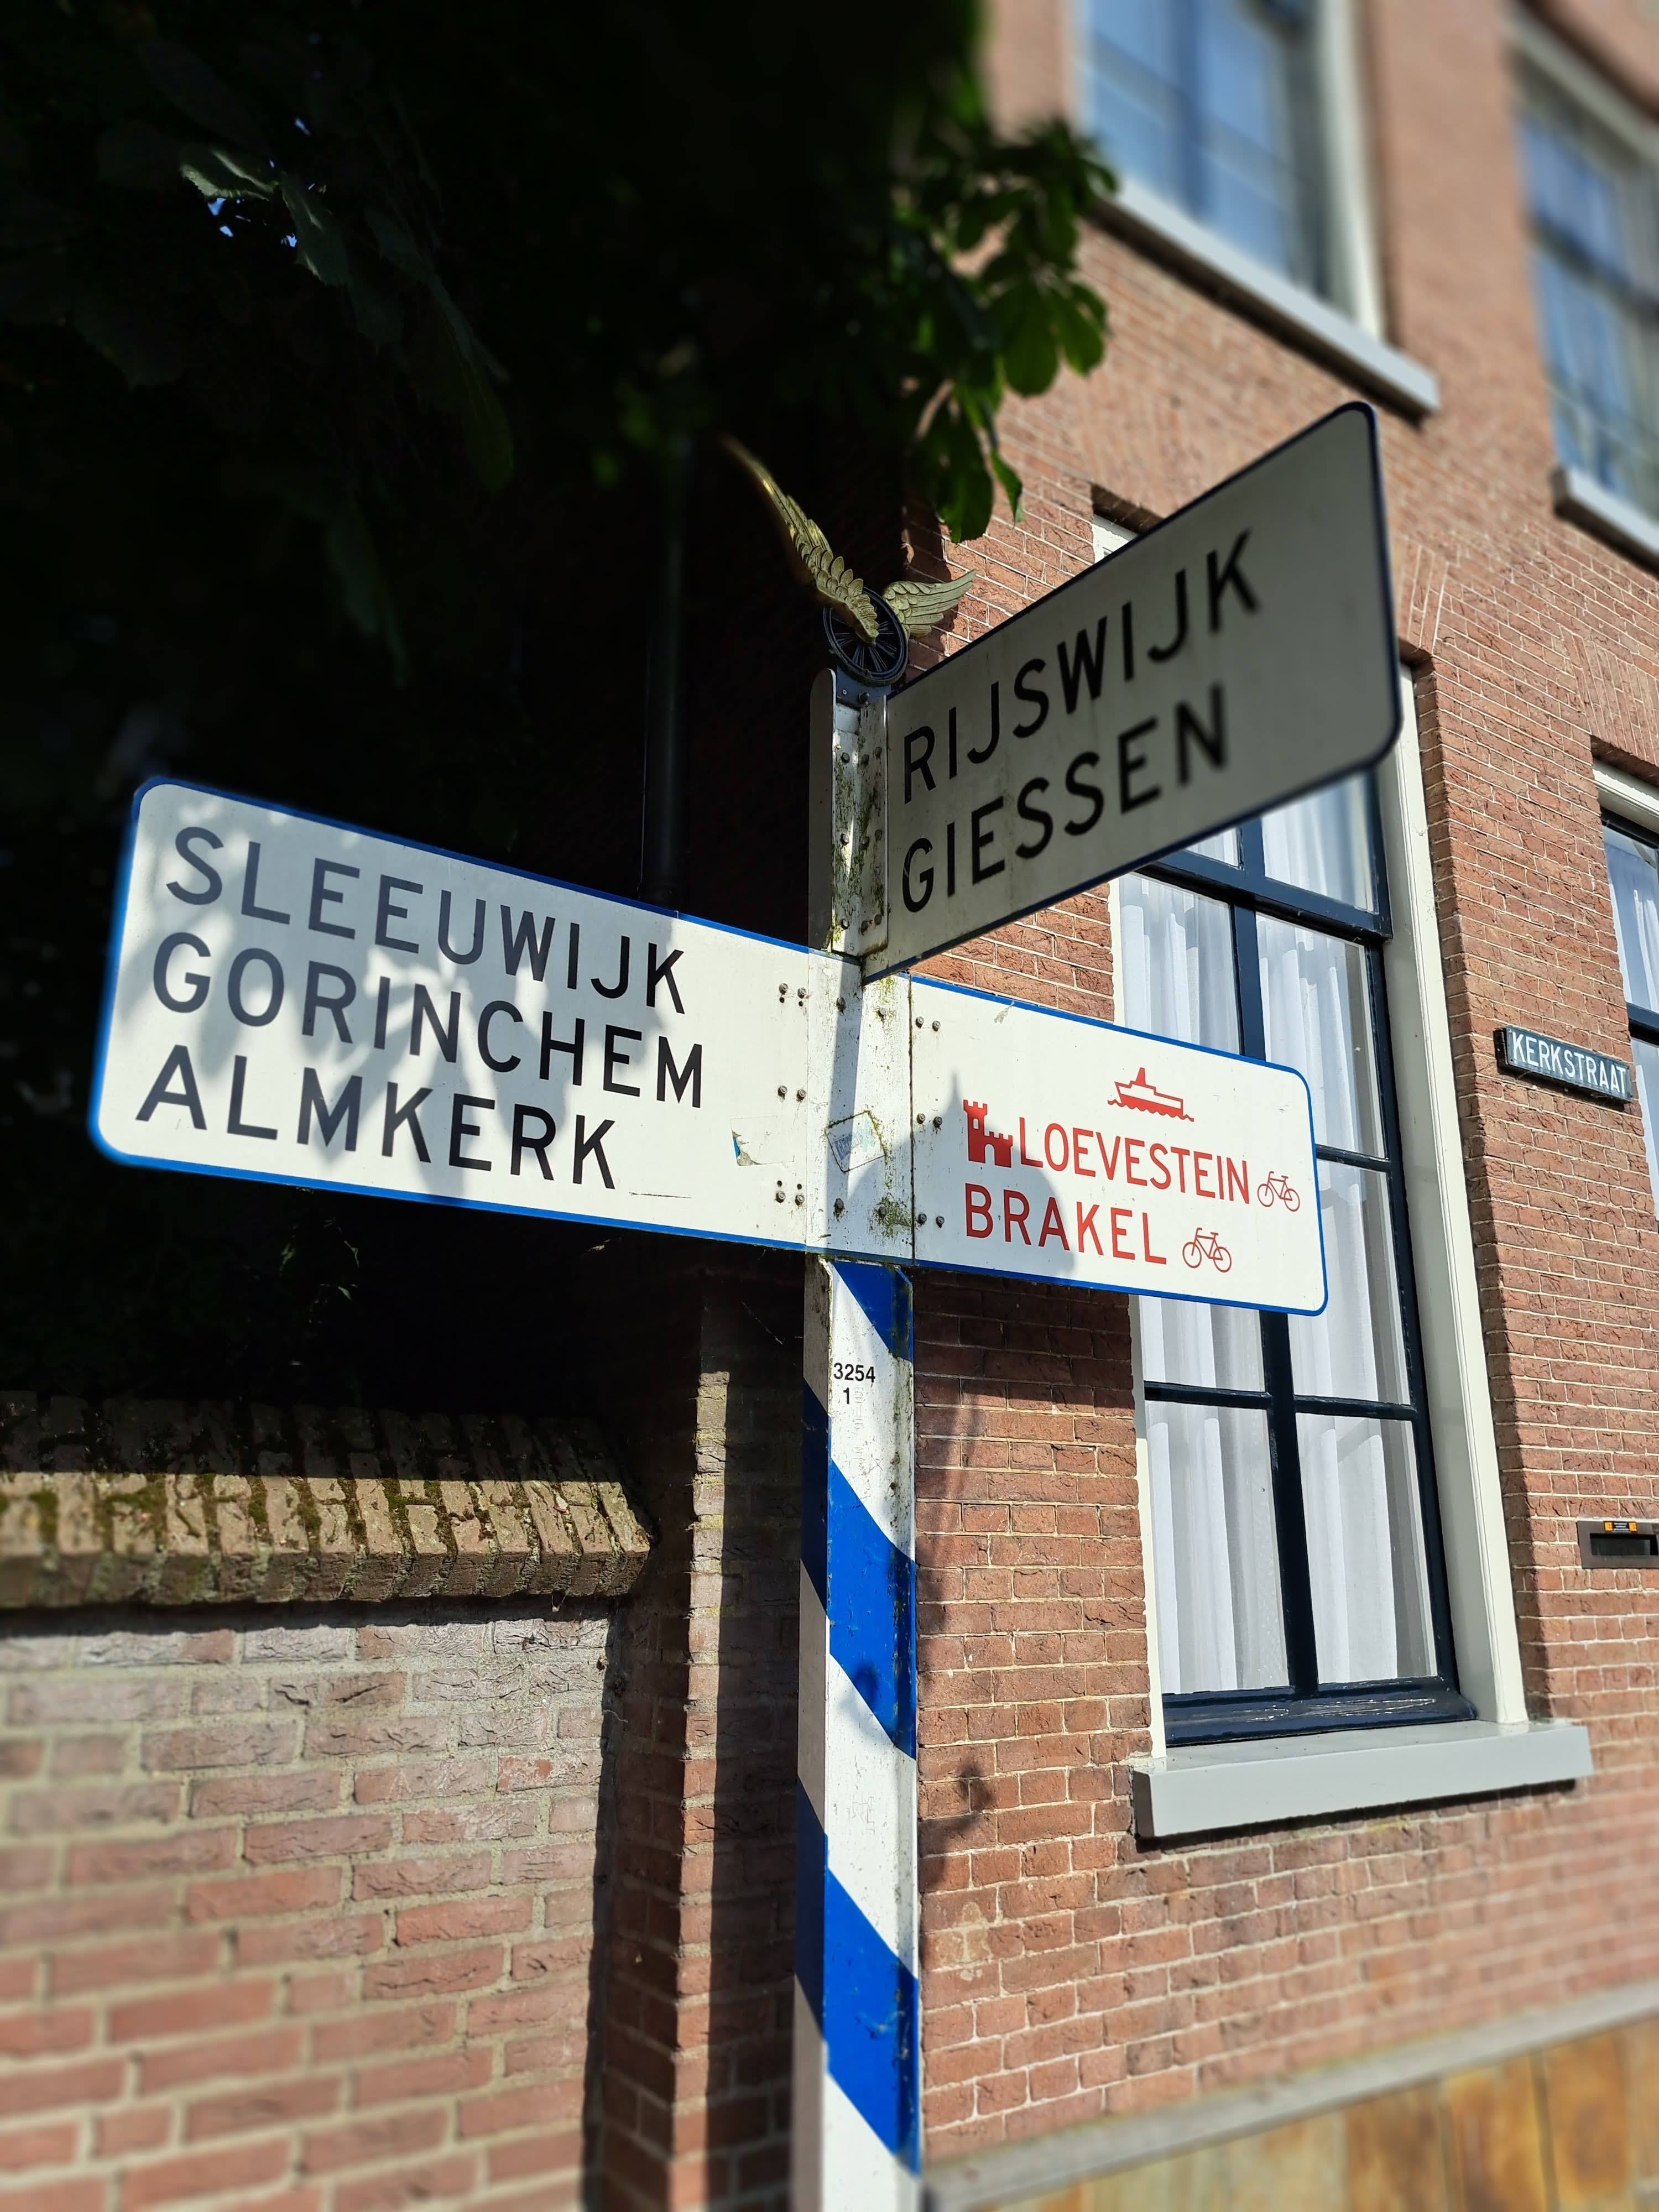 RIJSWIJK
GIESSEN
SLEEUWIJK
GORINCHEM
ALMKERK
LOEVESTEIN
BRAKEL
KERKSTRAAT
3254
1